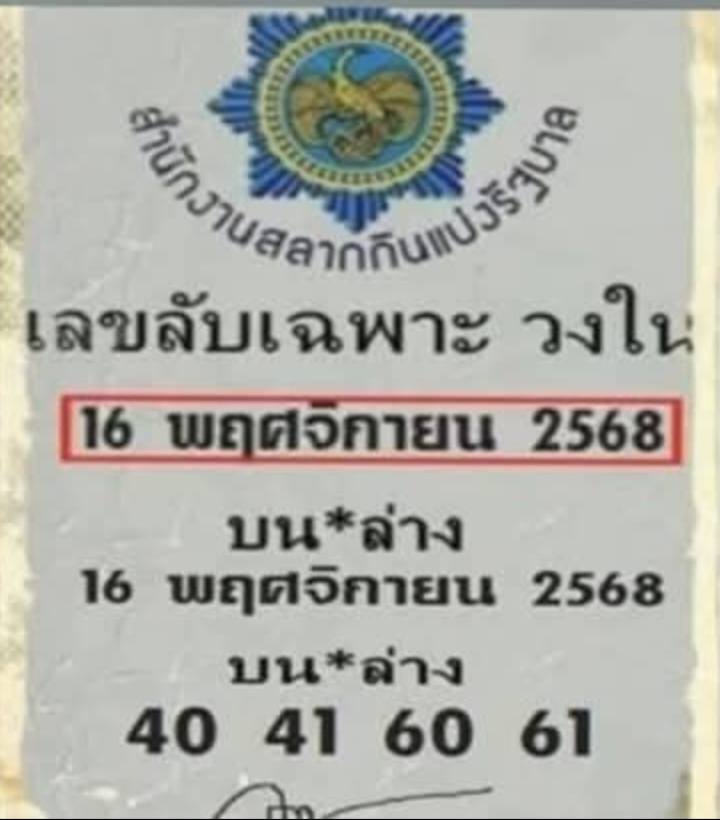 สำนักงานสลากกินแบ่งรัฐบาล
เลขลับเฉพาะ วงใน
16 พฤศจิกายน 2568
บน*ล่าง
16 พฤศจิกายน 2568
บน*ล่าง
40 41 60 61